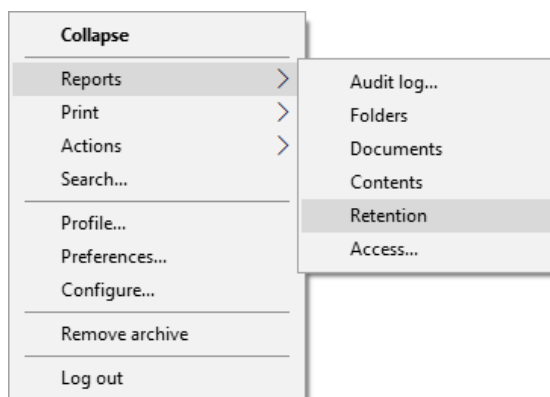 Collapse
Reports
Print
Actions
Search...
Profile...
Preferences...
Configure...
Remove archive
Log out
Audit log...
Folders
Documents
Contents
Retention
Access...